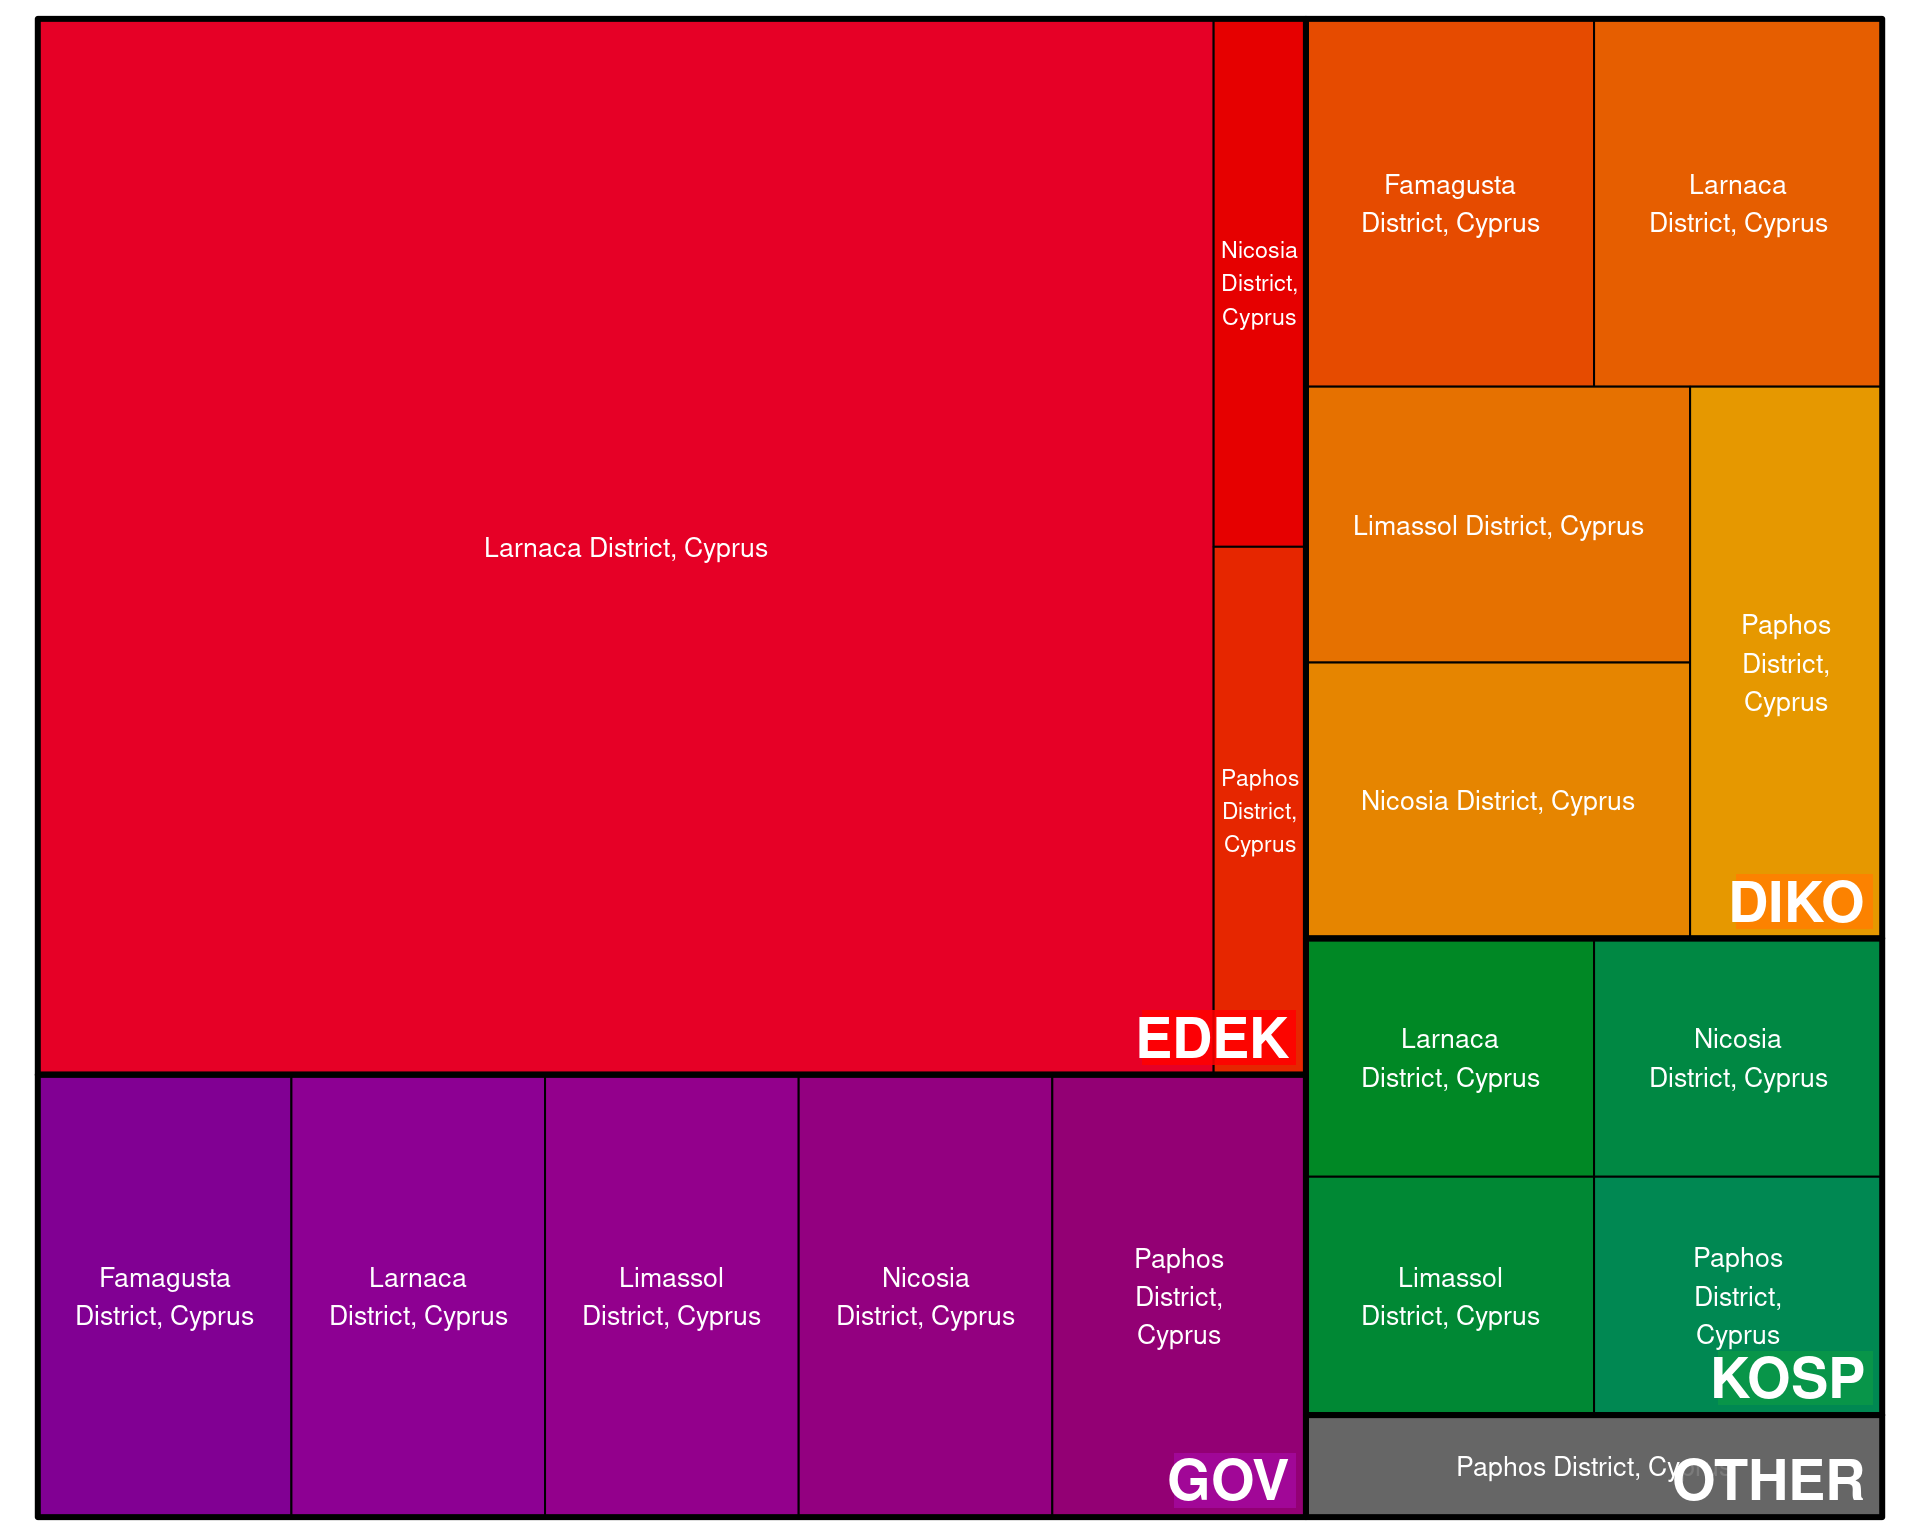 Larnaca District, Cyprus
Nicosia
District,
Cyprus
Paphos
District,
Cyprus
EDEK
Famagusta
District, Cyprus
Larnaca
District, Cyprus
Limassol District, Cyprus
Nicosia District, Cyprus
Paphos
District,
Cyprus
DIKO
Famagusta
District, Cyprus
Larnaca
District, Cyprus
Limassol
District, Cyprus
Nicosia
District, Cyprus
Paphos
District,
Cyprus
GOV
Larnaca
District, Cyprus
Nicosia
District, Cyprus
Limassol
District, Cyprus
Paphos
District,
Cyprus
KOSP
Paphos District, Cyprus
OTHER